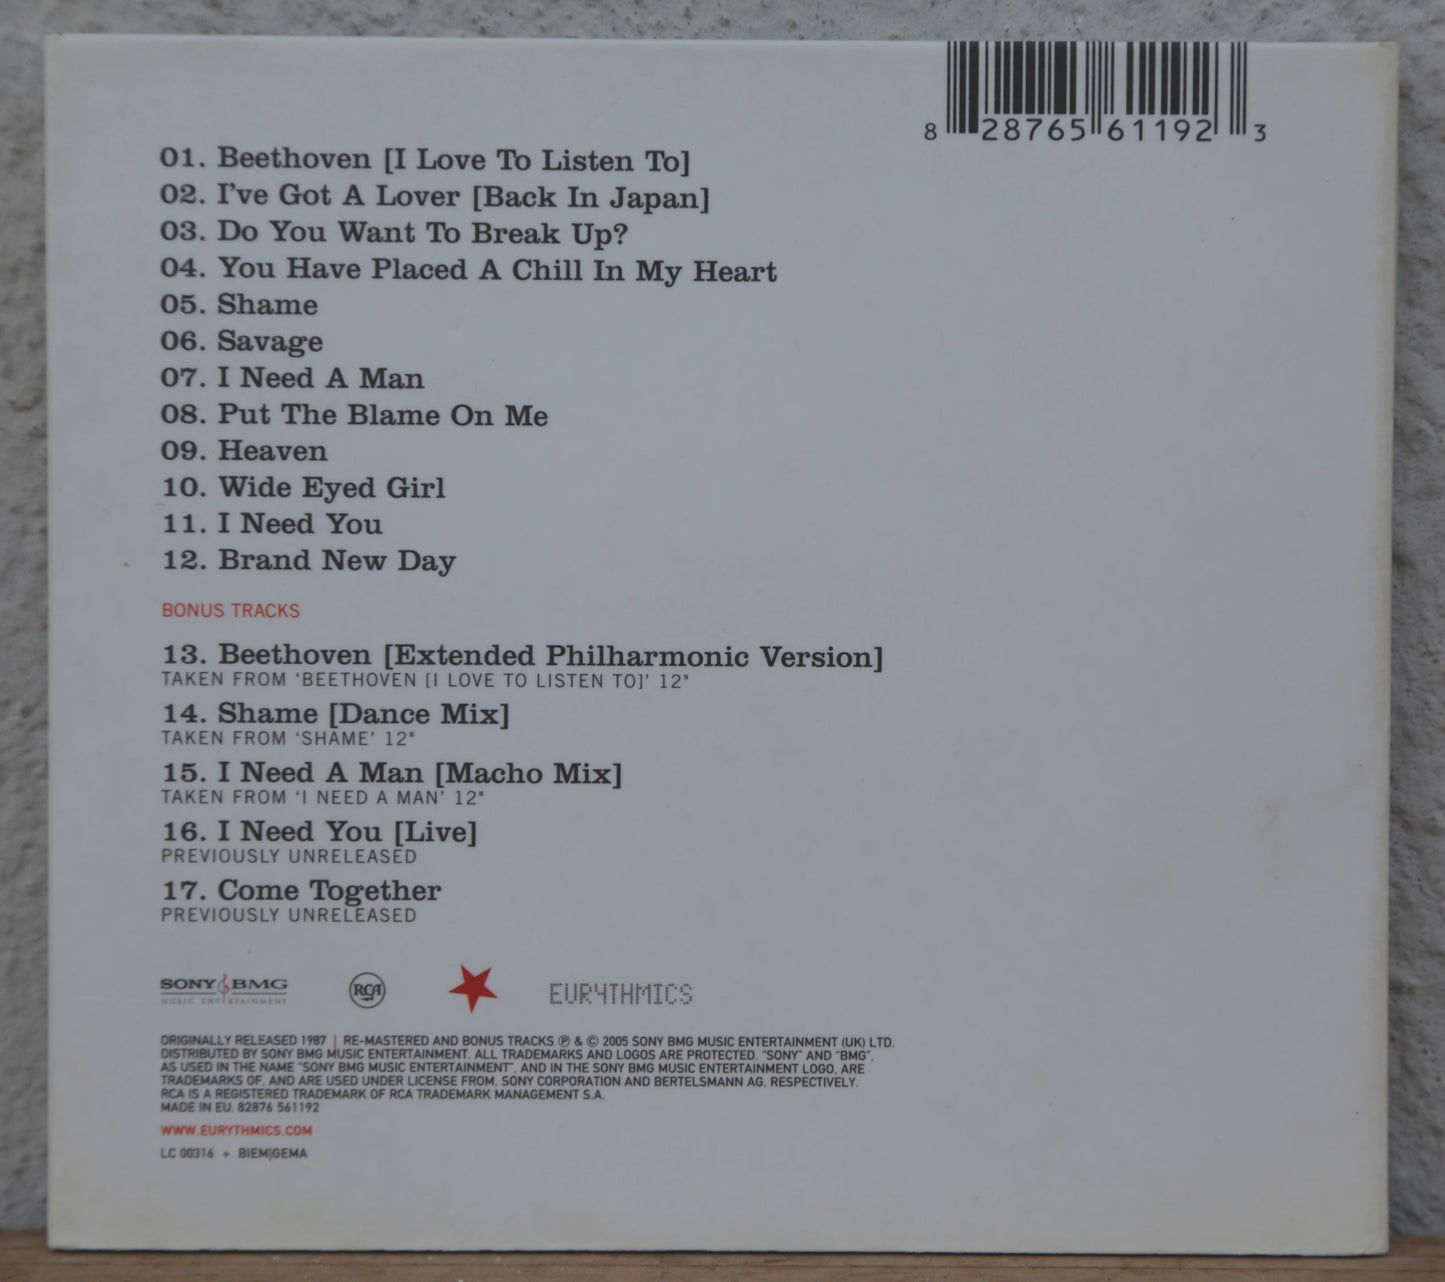 8 28765 61192 3
01. Beethoven [I Love To Listen To]
02. I've Got A Lover [Back In Japan]
03. Do You Want To Break Up?
04. You Have Placed A Chill In My Heart
05. Shame
06. Savage
07. I Need A Man
08. Put The Blame On Me
09. Heaven
10. Wide Eyed Girl
11. I Need You
12. Brand New Day
BONUS TRACKS
13. Beethoven [Extended Philharmonic Version]
TAKEN FROM 'BEETHOVEN [I LOVE TO LISTEN TO]' 12"
14. Shame [Dance Mix]
TAKEN FROM 'SHAME' 12"
15. I Need A Man [Macho Mix]
TAKEN FROM 'I NEED A MAN' 12"
16. I Need You [Live]
PREVIOUSLY UNRELEASED
17. Come Together
PREVIOUSLY UNRELEASED
SONY BMG
MUSIC ENTERTAINMENT
RCA
EURYTHMICS
ORIGINALLY RELEASED 1987 | RE-MASTERED AND BONUS TRACKS ℗ & © 2005 SONY BMG MUSIC ENTERTAINMENT (UK) LTD.
DISTRIBUTED BY SONY BMG MUSIC ENTERTAINMENT. ALL TRADEMARKS AND LOGOS ARE PROTECTED. "SONY" AND "BMG",
AS USED IN THE NAME "SONY BMG MUSIC ENTERTAINMENT", AND IN THE SONY BMG MUSIC ENTERTAINMENT LOGO, ARE
TRADEMARKS OF, AND ARE USED UNDER LICENSE FROM, SONY CORPORATION AND BERTELSMANN AG, RESPECTIVELY.
RCA IS A REGISTERED TRADEMARK OF RCA TRADEMARK MANAGEMENT S.A.
MADE IN EU. 82876 561192
WWW.EURYTHMICS.COM
LC 00316 + BIEM|GEMA